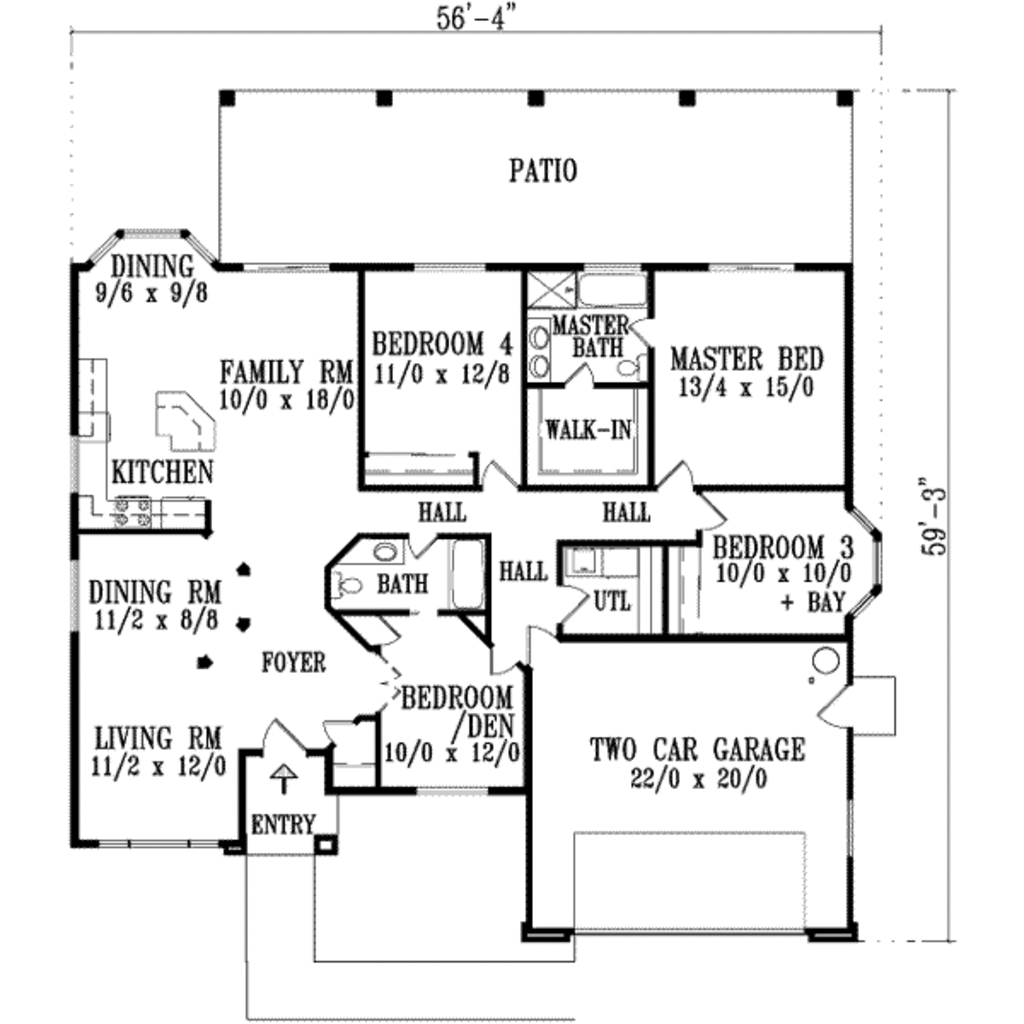 56'-4"
PATIO
DINING
9/6 x 9/8
FAMILY RM
10/0 x 18/0
BEDROOM 4
11/0 x 12/8
MASTER
BATH
MASTER BED
13/4 x 15/0
WALK-IN
KITCHEN
HALL
HALL
59'-3"
DINING RM
11/2 x 8/8
BATH
HALL
UTL
BEDROOM 3
10/0 x 10/0
+ BAY
FOYER
BEDROOM
/DEN
10/0 x 12/0
LIVING RM
11/2 x 12/0
TWO CAR GARAGE
22/0 x 20/0
ENTRY